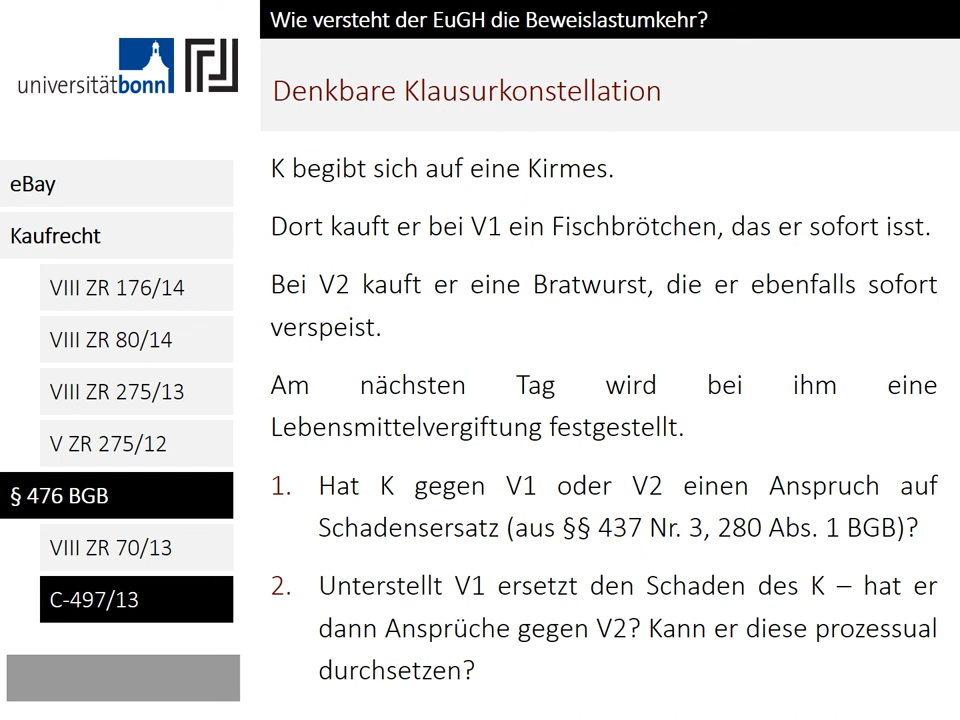 Wie versteht der EuGH die Beweislastumkehr?
universitätbonn
Denkbare Klausurkonstellation
eBay
Kaufrecht
VIII ZR 176/14
VIII ZR 80/14
VIII ZR 275/13
V ZR 275/12
§ 476 BGB
VIII ZR 70/13
C-497/13
K begibt sich auf eine Kirmes.
Dort kauft er bei V1 ein Fischbrötchen, das er sofort isst.
Bei V2 kauft er eine Bratwurst, die er ebenfalls sofort
verspeist.
Am nächsten Tag wird bei ihm eine
Lebensmittelvergiftung festgestellt.
1. Hat K gegen V1 oder V2 einen Anspruch auf
Schadensersatz (aus §§ 437 Nr. 3, 280 Abs. 1 BGB)?
2. Unterstellt V1 ersetzt den Schaden des K – hat er
dann Ansprüche gegen V2? Kann er diese prozessual
durchsetzen?